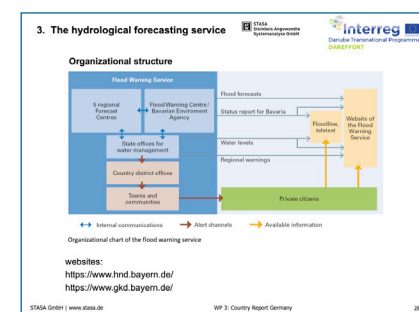 3. The hydrological forecasting service
STASA
Steinbeis Angewandte
Systemanalyse GmbH
Interreg
Danube Transnational Programme
DAREFFORT
Organizational structure
Flood Warning Service
5 regional
Forecast
Centres
Flood Warning Centre/
Bavarian Enviroment
Agency
State offices for
water management
Country district offices
Towns and
communities
Flood forecasts
Status report for Bavaria
Water levels
Regional warnings
Floodline,
teletext
Website of
the Flood
Warning
Service
Private citizens
Internal communications
Alert channels
Available information
Organizational chart of the flood warning service
websites:
https://www.hnd.bayern.de/
https://www.gkd.bayern.de/
STASA GmbH | www.stasa.de
WP 3: Country Report Germany